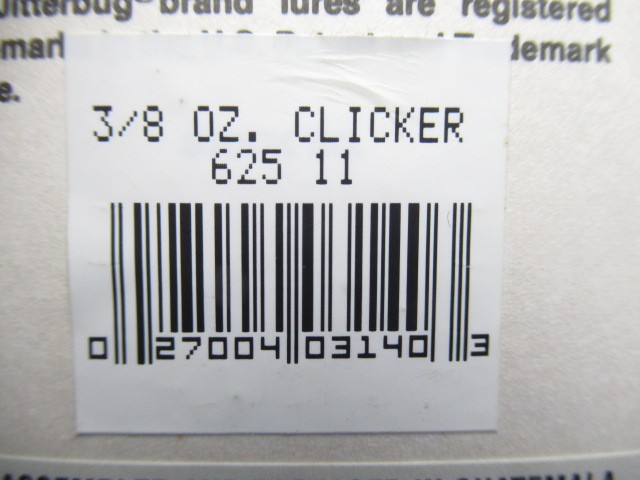 Jitterbug® brand lures are registered
demark
e.
3/8 OZ. CLICKER
625 11
0 27004 03140 3